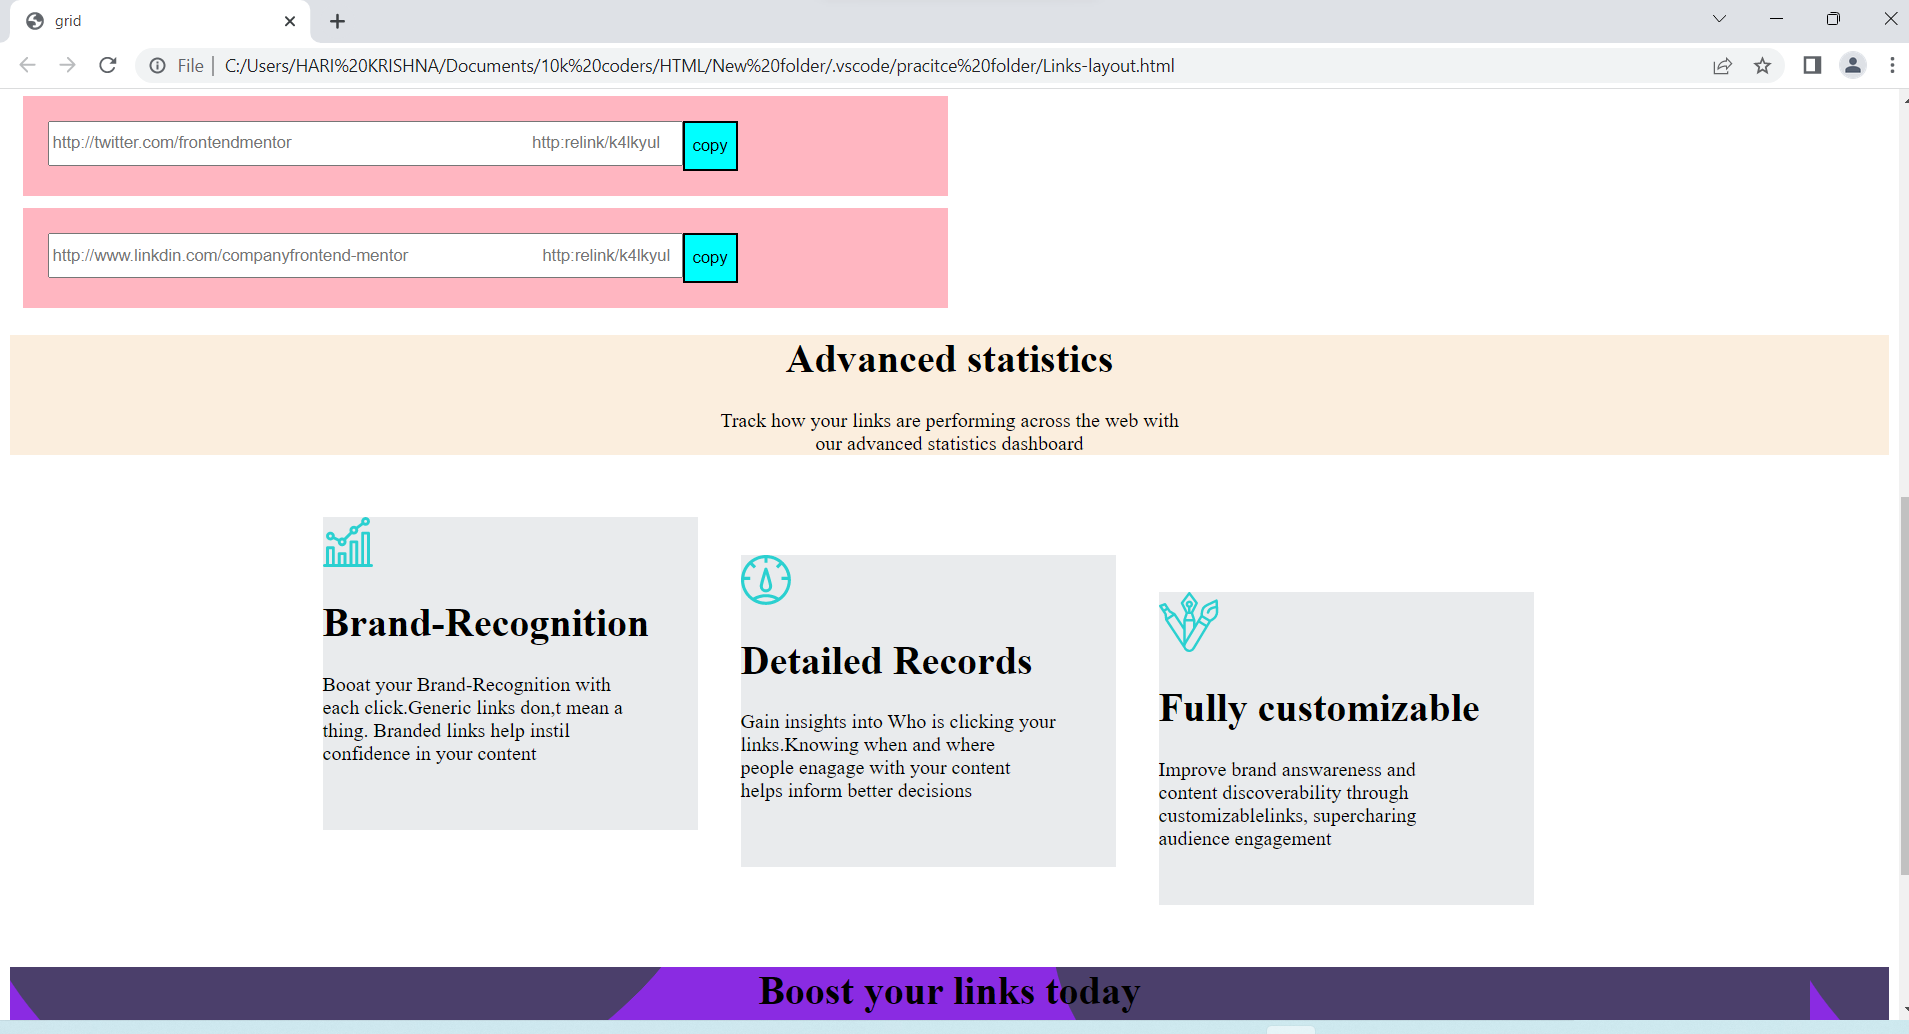 grid
File
C:/Users/HARI%20KRISHNA/Documents/10k%20coders/HTML/New%20folder/.vscode/pracitce%20folder/Links-layout.html
http://twitter.com/frontendmentor http:relink/k4lkyul copy
http://www.linkdin.com/companyfrontend-mentor http:relink/k4lkyul copy
Advanced statistics
Track how your links are performing across the web with
our advanced statistics dashboard
Brand-Recognition
Booat your Brand-Recognition with
each click.Generic links don,t mean a
thing. Branded links help instil
confidence in your content
Detailed Records
Gain insights into Who is clicking your
links.Knowing when and where
people enagage with your content
helps inform better decisions
Fully customizable
Improve brand answareness and
content discoverability through
customizablelinks, supercharing
audience engagement
Boost your links today